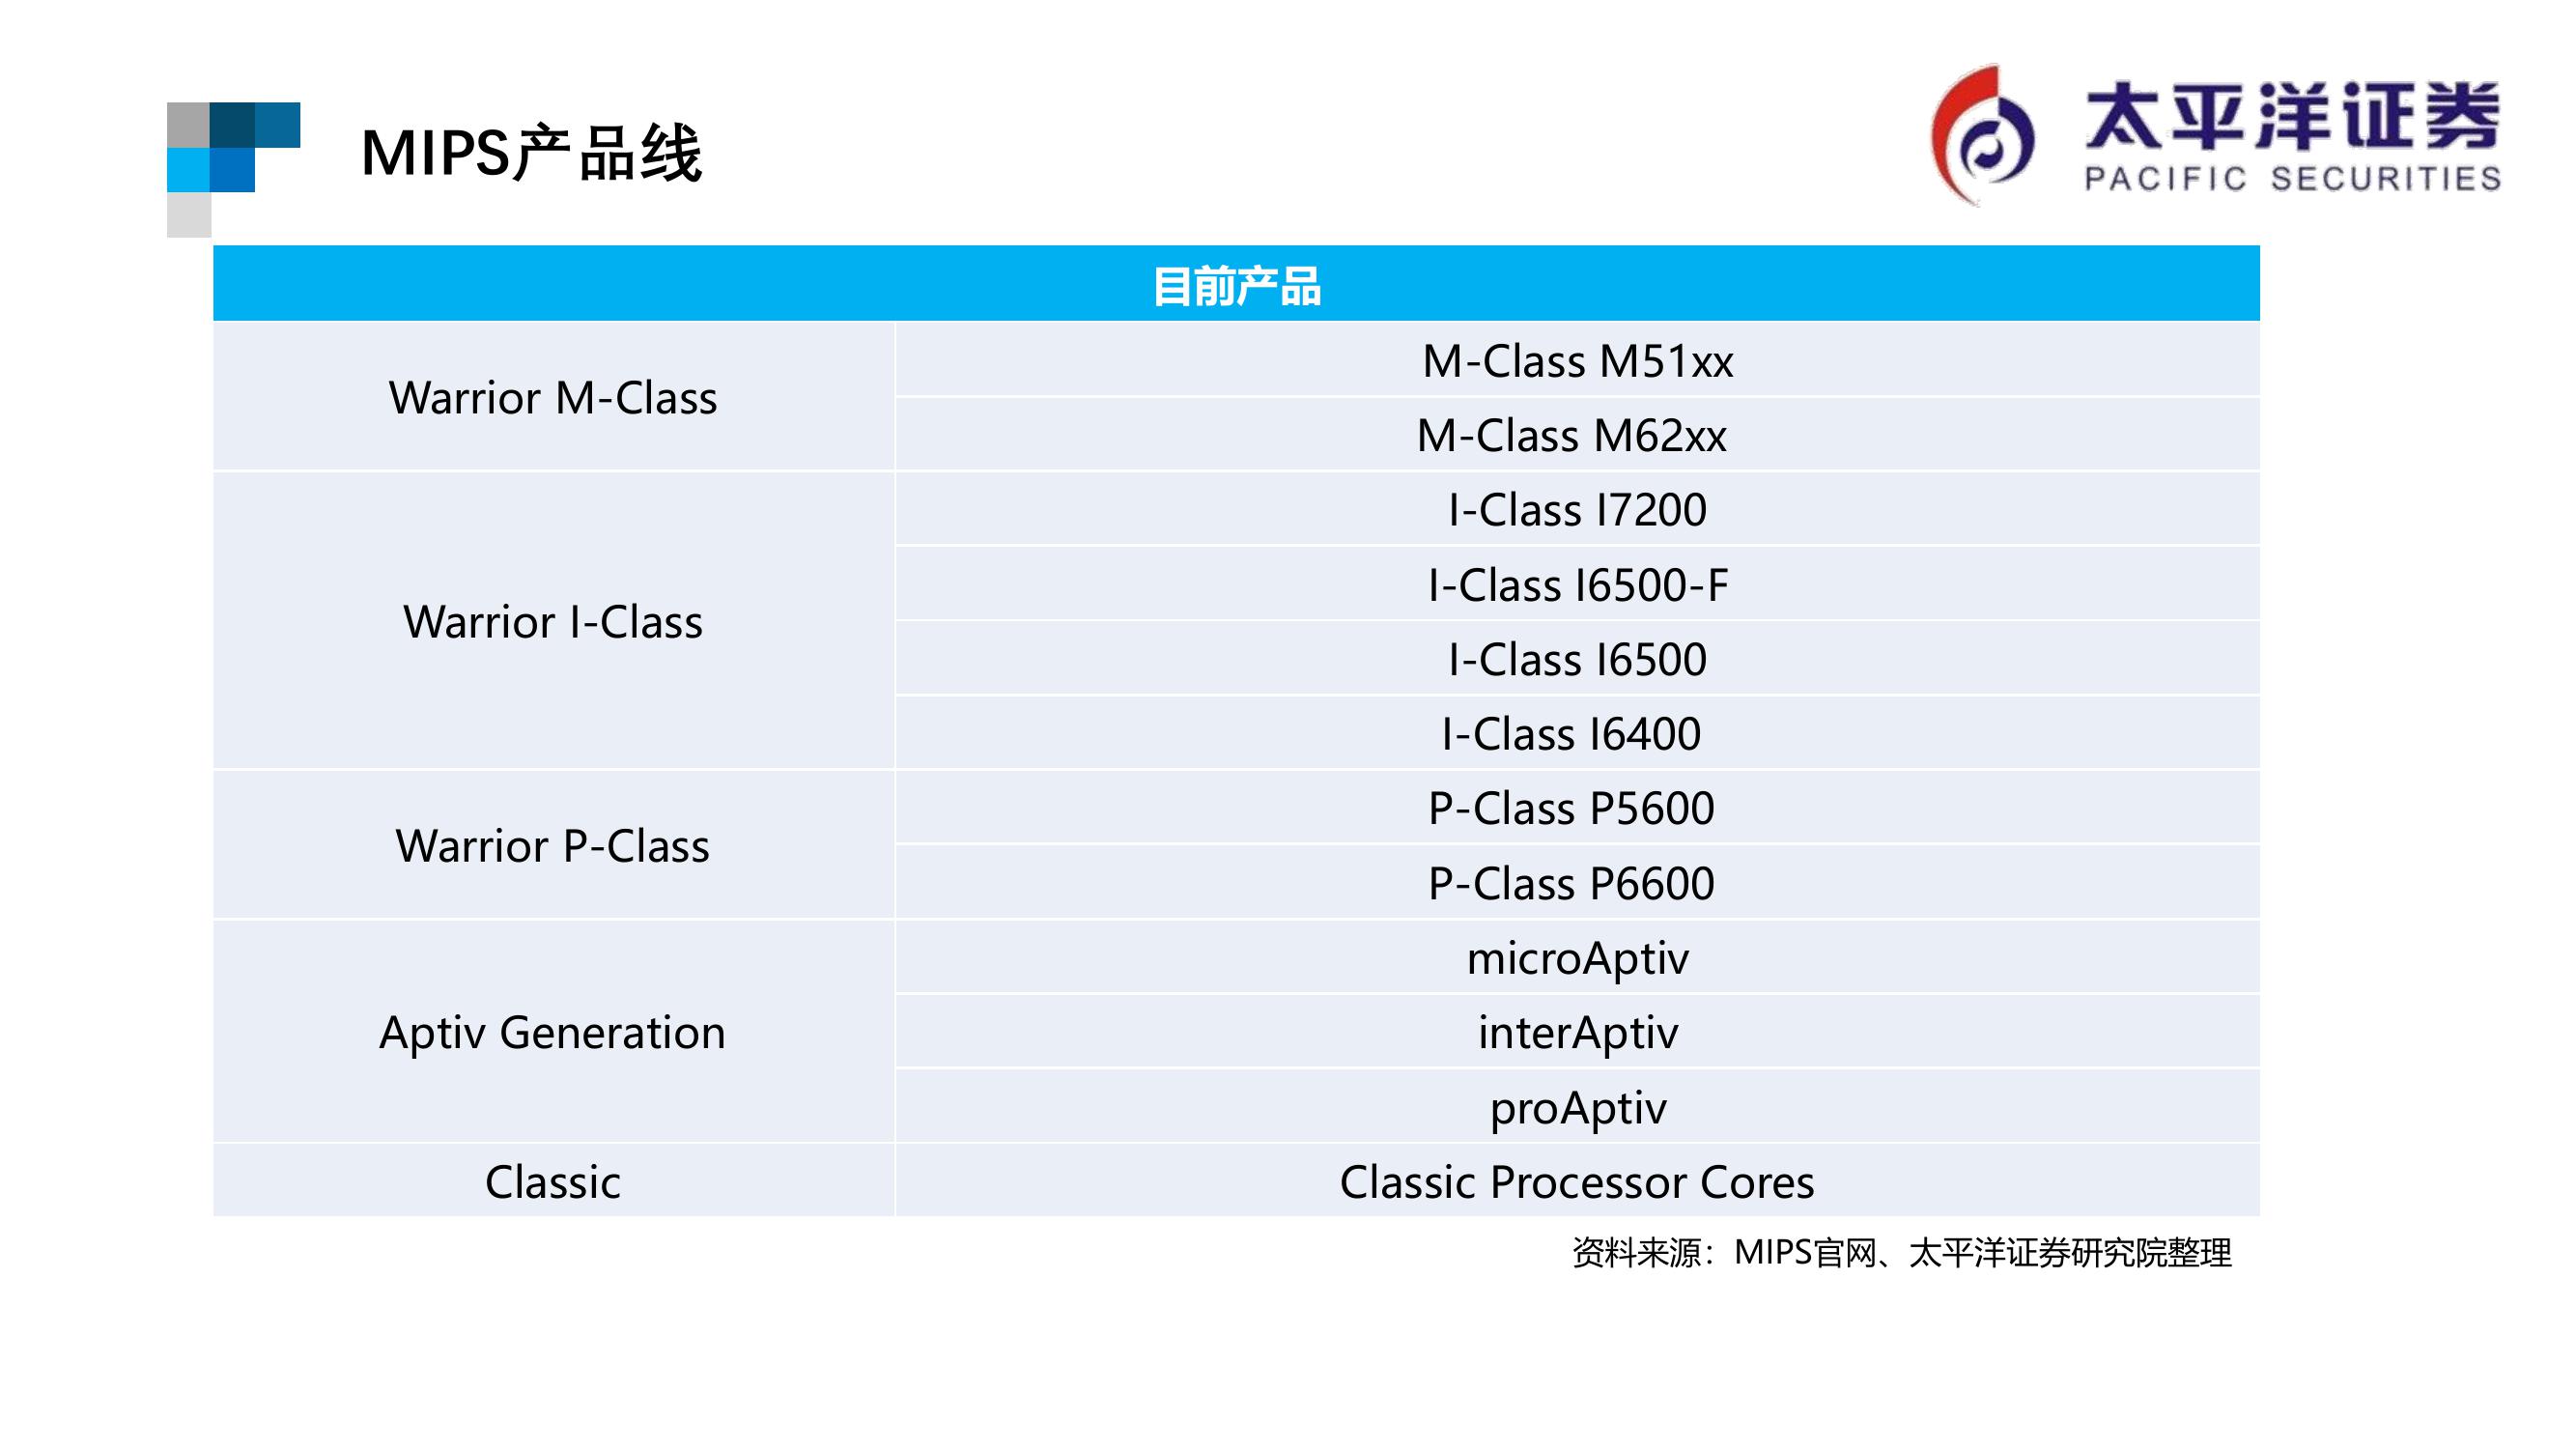 MIPS产品线
太平洋证券
PACIFIC SECURITIES
目前产品
Warrior M-Class
M-Class M51xx
M-Class M62xx
Warrior I-Class
I-Class I7200
I-Class I6500-F
I-Class I6500
I-Class I6400
Warrior P-Class
P-Class P5600
P-Class P6600
Aptiv Generation
microAptiv
interAptiv
proAptiv
Classic
Classic Processor Cores
资料来源：MIPS官网、太平洋证券研究院整理